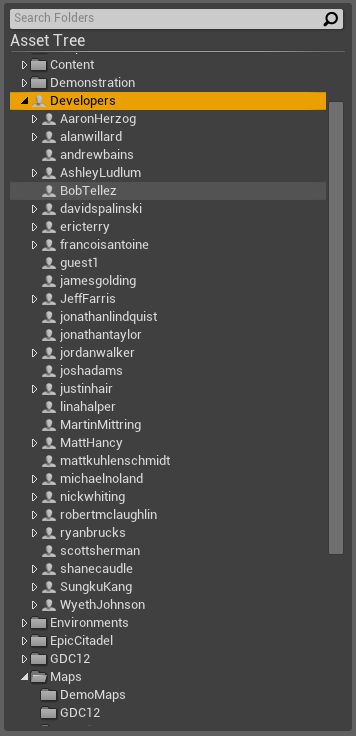 Search Folders
Asset Tree
Content
Demonstration
Developers
AaronHerzog
alanwillard
andrewbains
AshleyLudlum
BobTellez
davidspalinski
ericterry
francoisantoine
guest1
jamesgolding
JeffFarris
jonathanlindquist
jonathantaylor
jordanwalker
joshadams
justinhair
linahalper
MartinMittring
MattHancy
mattkuhlenschmidt
michaelnoland
nickwhiting
robertmclaughlin
ryanbrucks
scottsherman
shanecaudle
SungkuKang
WyethJohnson
Environments
EpicCitadel
GDC12
Maps
DemoMaps
GDC12